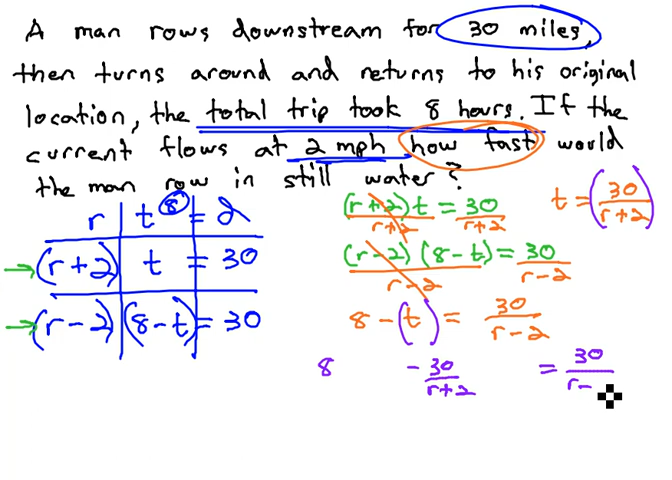 A man rows downstream for 30 miles,
then turns around and returns to his original
location, the total trip took 8 hours. If the
current flows at 2 mph how fast would
the man row in still water?
r | t 8 = d
(r+2) | t = 30
(r-2) | (8-t) = 30
(r+2)t/r+2 = 30/r+2
t = (30/r+2)
(r-2)(8-t)/r-2 = 30/r-2
8 - (t) = 30/r-2
8 - 30/r+2 = 30/r-